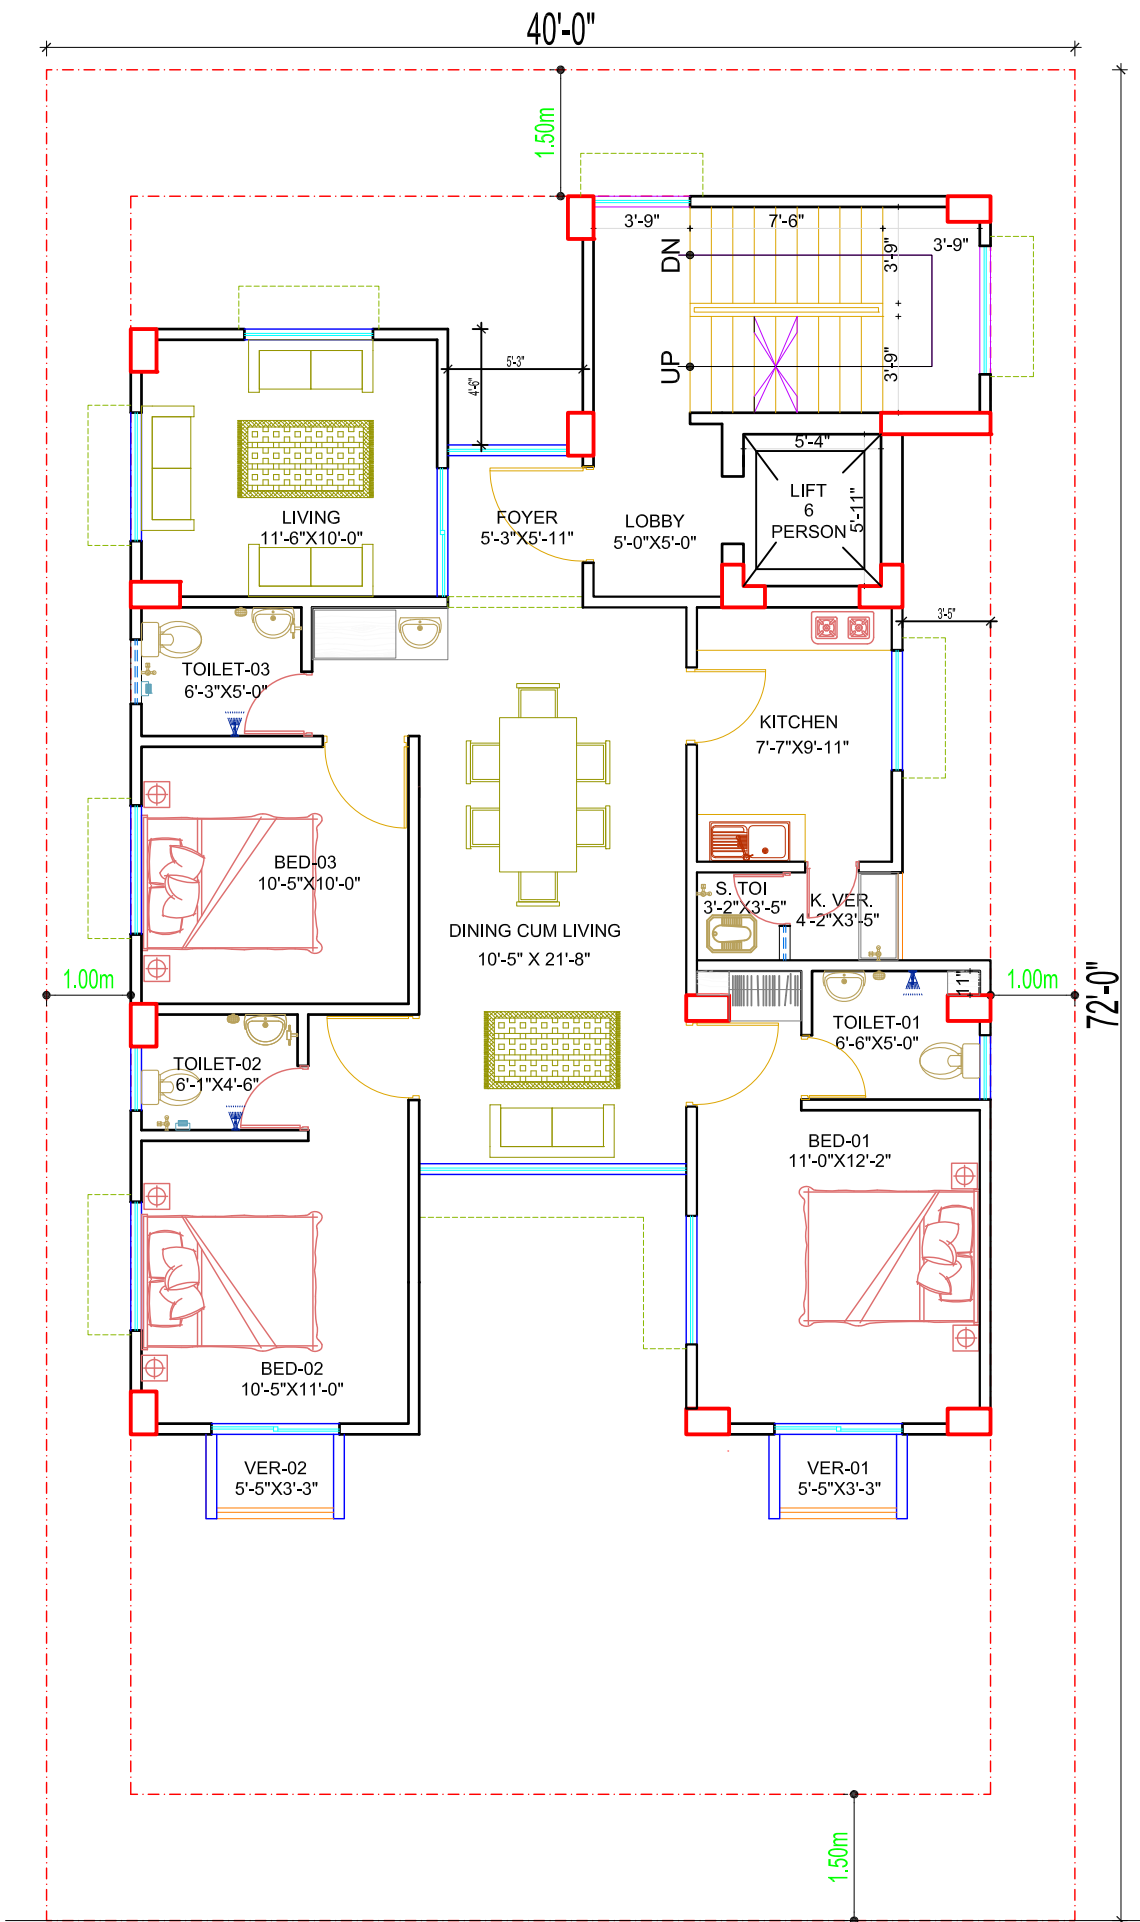 40'-0"
1.50m
3'-9"
7'-6"
3'-9"
DN
3'-9"
UP
3'-9"
5'-3"
4'-6"
5'-4"
LIFT
6
PERSON
5'-11"
LIVING
11'-6"X10'-0"
FOYER
5'-3"X5'-11"
LOBBY
5'-0"X5'-0"
3'-5"
TOILET-03
6'-3"X5'-0"
KITCHEN
7'-7"X9'-11"
BED-03
10'-5"X10'-0"
S. TOI
3'-2"X3'-5"
K. VER.
4'-2"X3'-5"
DINING CUM LIVING
10'-5" X 21'-8"
1.00m
11"
1.00m
72'-0"
TOILET-01
6'-6"X5'-0"
TOILET-02
6'-1"X4'-6"
BED-01
11'-0"X12'-2"
BED-02
10'-5"X11'-0"
VER-02
5'-5"X3'-3"
VER-01
5'-5"X3'-3"
1.50m